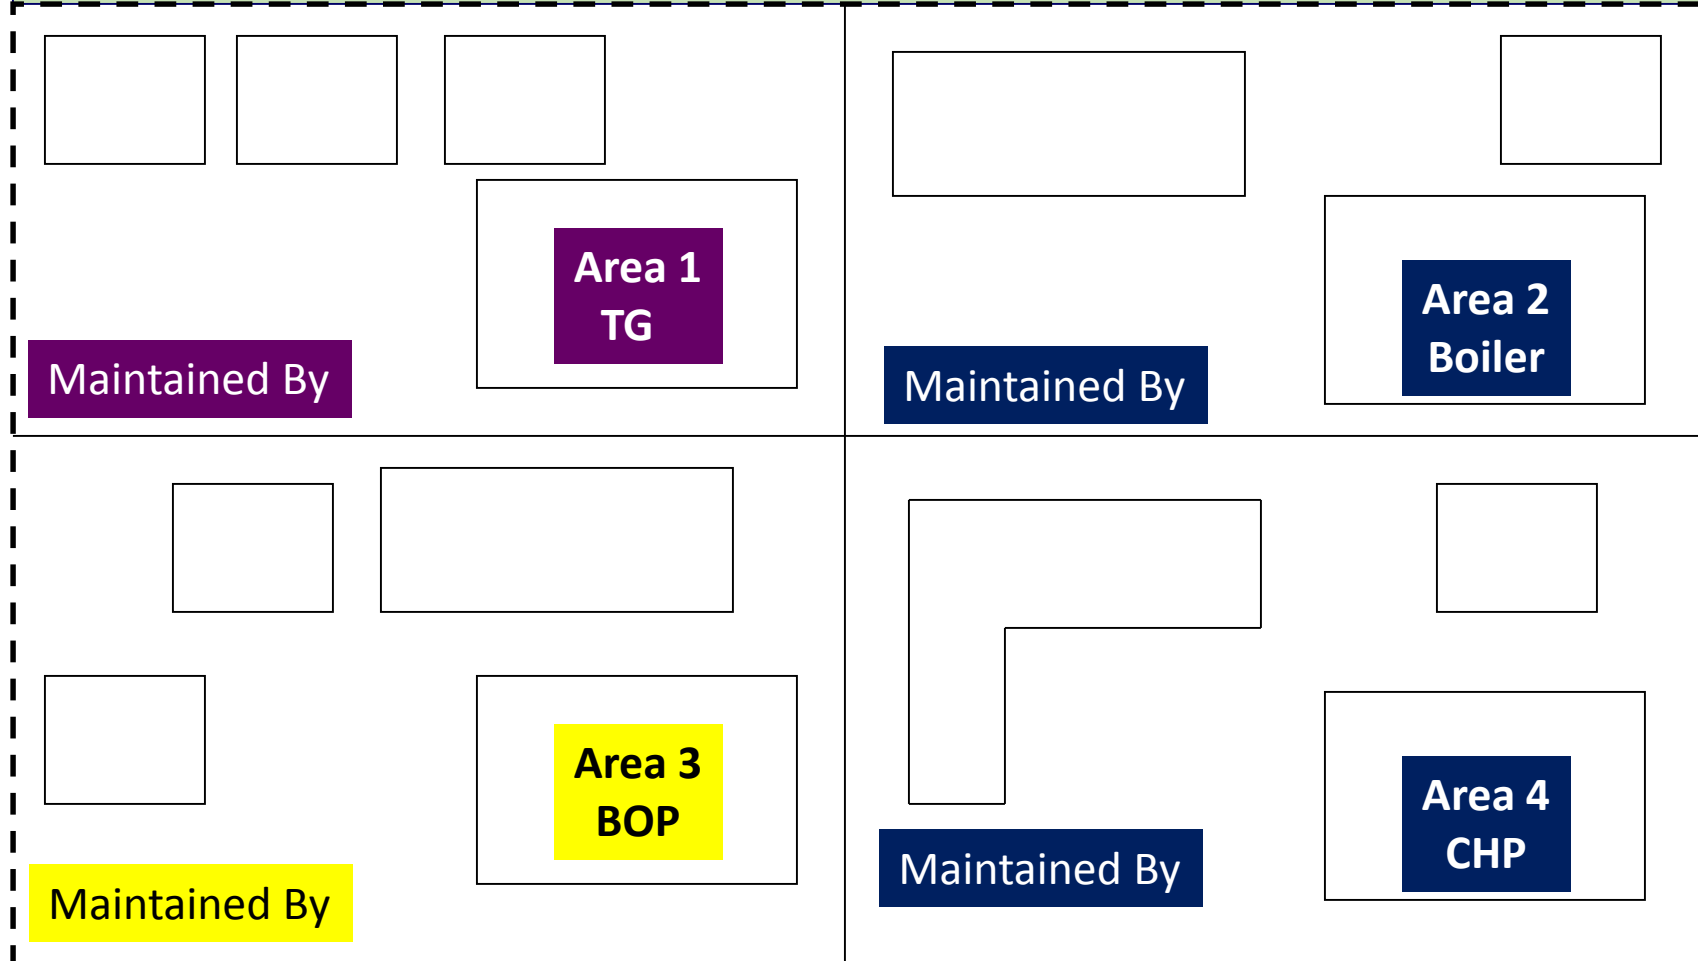 Area 1
TG
Maintained By
Area 2
Boiler
Maintained By
Area 3
BOP
Maintained By
Area 4
CHP
Maintained By